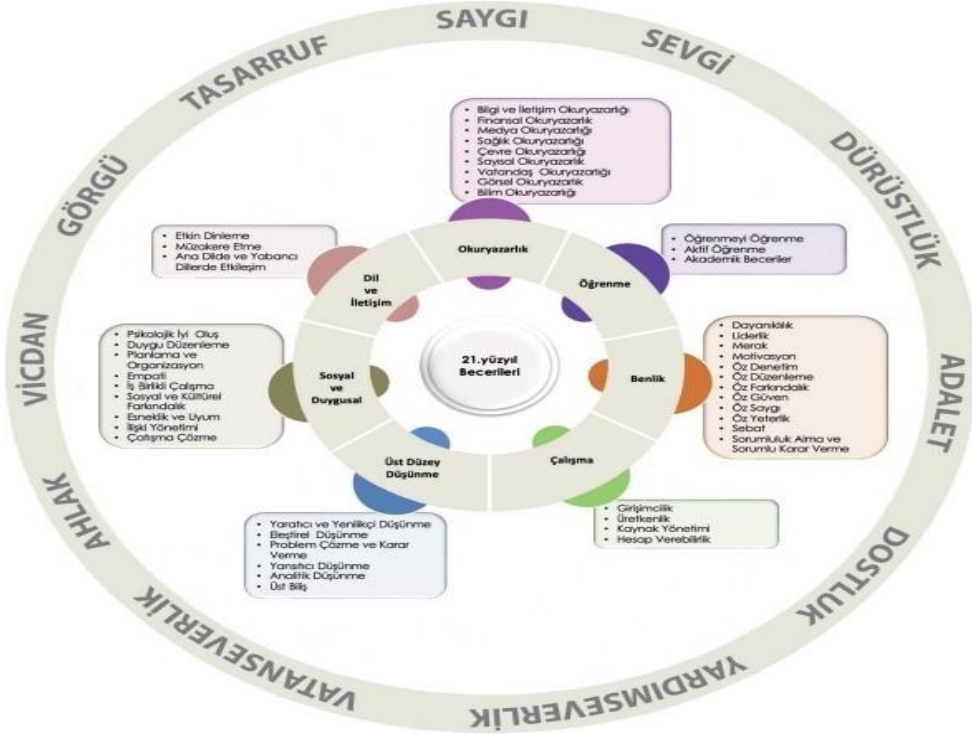 SAYGI
SEVGİ
DÜRÜSTLÜK
ADALET
DOSTLUK
YARDIMSEVERLİK
VATANSEVERLİK
AHLAK
VİCDAN
GÖRGÜ
TASARRUF
21.yüzyıl
Becerileri
Okuryazarlık
• Bilgi ve İletişim Okuryazarlığı
• Finansal Okuryazarlık
• Medya Okuryazarlığı
• Sağlık Okuryazarlığı
• Çevre Okuryazarlığı
• Sayısal Okuryazarlık
• Vatandaş Okuryazarlığı
• Görsel Okuryazarlık
• Bilim Okuryazarlığı
Öğrenme
• Öğrenmeyi Öğrenme
• Aktif Öğrenme
• Akademik Beceriler
Benlik
• Dayanıklılık
• Liderlik
• Merak
• Motivasyon
• Öz Denetim
• Öz Düzenleme
• Öz Farkındalık
• Öz Güven
• Öz Saygı
• Öz Yeterlik
• Sebat
• Sorumluluk Alma ve
Sorumlu Karar Verme
Çalışma
• Girişimcilik
• Üretkenlik
• Kaynak Yönetimi
• Hesap Verebilirlik
Üst Düzey
Düşünme
• Yaratıcı ve Yenilikçi Düşünme
• Eleştirel Düşünme
• Problem Çözme ve Karar
Verme
• Yansıtıcı Düşünme
• Analitik Düşünme
• Üst Biliş
Sosyal
ve
Duygusal
• Psikolojik İyi Oluş
• Duygu Düzenleme
• Planlama ve
Organizasyon
• Empati
• İş Birlikli Çalışma
• Sosyal ve Kültürel
Farkındalık
• Esneklik ve Uyum
• İlişki Yönetimi
• Çatışma Çözme
Dil
ve
İletişim
• Etkin Dinleme
• Müzakere Etme
• Ana Dilde ve Yabancı
Dillerde Etkileşim